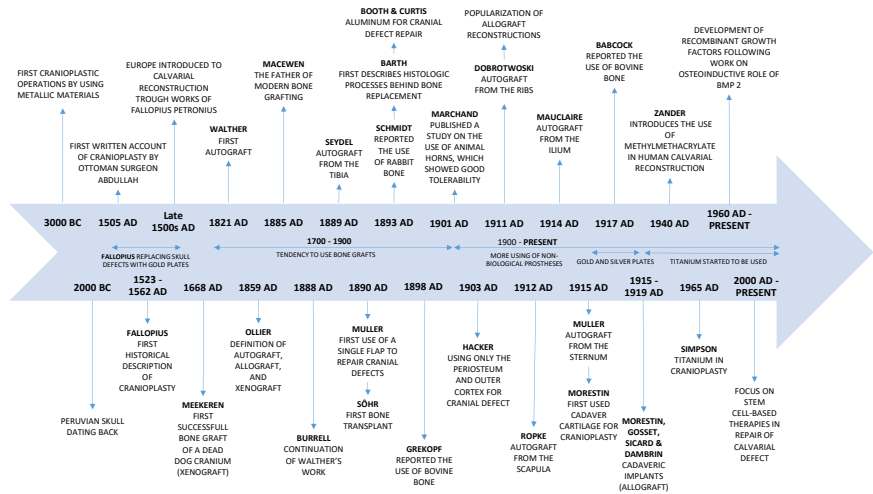 FIRST CRANIOPLASTIC
OPERATIONS BY USING
METALLIC MATERIALS
FIRST WRITTEN ACCOUNT
OF CRANIOPLASTY BY
OTTOMAN SURGEON
ABDULLAH
EUROPE INTRODUCED TO
CALVARIAL
RECONSTRUCTION
TROUGH WORKS OF
FALLOPIUS PETRONIUS
WALTHER
FIRST
AUTOGRAFT
MACEWEN
THE FATHER OF
MODERN BONE
GRAFTING
SEYDEL
AUTOGRAFT
FROM THE
TIBIA
BOOTH & CURTIS
ALUMINUM FOR CRANIAL
DEFECT REPAIR
BARTH
FIRST DESCRIBES HISTOLOGIC
PROCESSES BEHIND BONE
REPLACEMENT
SCHMIDT
REPORTED
THE USE
OF RABBIT
BONE
MARCHAND
PUBLISHED A
STUDY ON THE
USE OF ANIMAL
HORNS, WHICH
SHOWED GOOD
TOLERABILITY
POPULARIZATION OF
ALLOGRAFT
RECONSTRUCTIONS
DOBROTWOSKI
AUTOGRAFT
FROM THE RIBS
MAUCLAIRE
AUTOGRAFT
FROM THE
ILIUM
BABCOCK
REPORTED THE
USE OF BOVINE
BONE
ZANDER
INTRODUCES THE USE
OF
METHYLMETHACRYLATE
IN HUMAN CALVARIAL
RECONSTRUCTION
DEVELOPMENT OF
RECOMBINANT GROWTH
FACTORS FOLLOWING
WORK ON
OSTEOINDUCTIVE ROLE OF
BMP 2
3000 BC
1505 AD
Late
1500s AD
1821 AD
1885 AD
1889 AD
1893 AD
1901 AD
1911 AD
1914 AD
1917 AD
1940 AD
1960 AD -
PRESENT
FALLOPIUS REPLACING SKULL
DEFECTS WITH GOLD PLATES
1700 - 1900
TENDENCY TO USE BONE GRAFTS
1900 - PRESENT
MORE USING OF NON-
BIOLOGICAL PROSTHESES
GOLD AND SILVER PLATES
TITANIUM STARTED TO BE USED
2000 BC
1523 -
1562 AD
1668 AD
1859 AD
1888 AD
1890 AD
1898 AD
1903 AD
1912 AD
1915 AD
1915 -
1919 AD
1965 AD
2000 AD -
PRESENT
PERUVIAN SKULL
DATING BACK
FALLOPIUS
FIRST
HISTORICAL
DESCRIPTION
OF
CRANIOPLASTY
MEEKEREN
FIRST
SUCCESSFULL
BONE GRAFT
OF A DEAD
DOG CRANIUM
(XENOGRAFT)
OLLIER
DEFINITION OF
AUTOGRAFT,
ALLOGRAFT,
AND
XENOGRAFT
BURRELL
CONTINUATION
OF WALTHER'S
WORK
MULLER
FIRST USE OF A
SINGLE FLAP TO
REPAIR CRANIAL
DEFECTS
SÖHR
FIRST BONE
TRANSPLANT
GREKOPF
REPORTED THE
USE OF BOVINE
BONE
HACKER
USING ONLY THE
PERIOSTEUM
AND OUTER
CORTEX FOR
CRANIAL DEFECT
ROPKE
AUTOGRAFT
FROM THE
SCAPULA
MULLER
AUTOGRAFT
FROM THE
STERNUM
MORESTIN
FIRST USED
CADAVER
CARTILAGE FOR
CRANIOPLASTY
MORESTIN,
GOSSET,
SICARD &
DAMBRIN
CADAVERIC
IMPLANTS
(ALLOGRAFT)
SIMPSON
TITANIUM IN
CRANIOPLASTY
FOCUS ON
STEM
CELL-BASED
THERAPIES IN
REPAIR OF
CALVARIAL
DEFECT